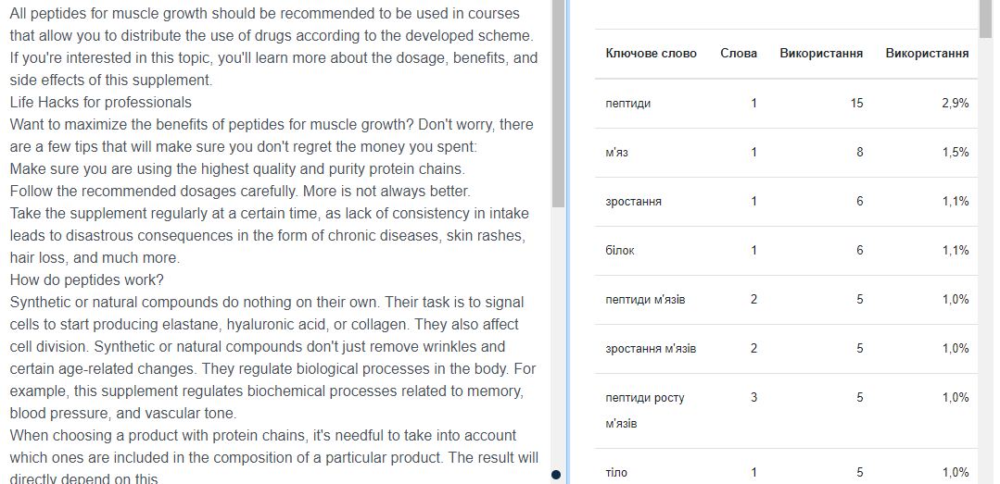 All peptides for muscle growth should be recommended to be used in courses
that allow you to distribute the use of drugs according to the developed scheme.
If you're interested in this topic, you'll learn more about the dosage, benefits, and
side effects of this supplement.
Life Hacks for professionals
Want to maximize the benefits of peptides for muscle growth? Don't worry, there
are a few tips that will make sure you don't regret the money you spent:
Make sure you are using the highest quality and purity protein chains.
Follow the recommended dosages carefully. More is not always better.
Take the supplement regularly at a certain time, as lack of consistency in intake
leads to disastrous consequences in the form of chronic diseases, skin rashes,
hair loss, and much more.
How do peptides work?
Synthetic or natural compounds do nothing on their own. Their task is to signal
cells to start producing elastane, hyaluronic acid, or collagen. They also affect
cell division. Synthetic or natural compounds don't just remove wrinkles and
certain age-related changes. They regulate biological processes in the body. For
example, this supplement regulates biochemical processes related to memory,
blood pressure, and vascular tone.
When choosing a product with protein chains, it's needful to take into account
which ones are included in the composition of a particular product. The result will
directly depend on this
Ключове слово Слова Використання Використання
пептиди 1 15 2,9%
м'яз 1 8 1,5%
зростання 1 6 1,1%
білок 1 6 1,1%
пептиди м'язів 2 5 1,0%
зростання м'язів 2 5 1,0%
пептиди росту 3 5 1,0%
м'язів
тіло 1 5 1,0%